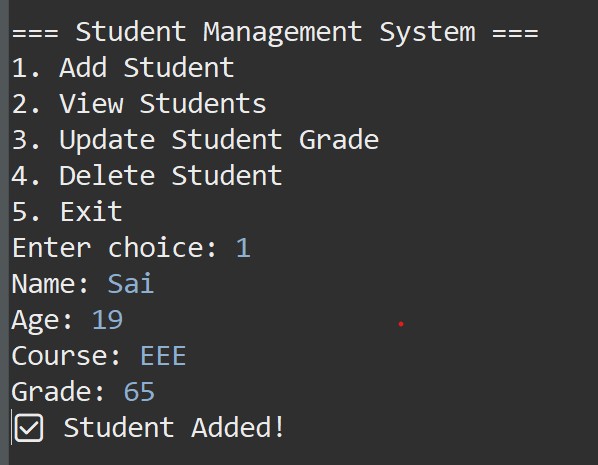 === Student Management System ===
1. Add Student
2. View Students
3. Update Student Grade
4. Delete Student
5. Exit
Enter choice: 1
Name: Sai
Age: 19
Course: EEE
Grade: 65
☑ Student Added!